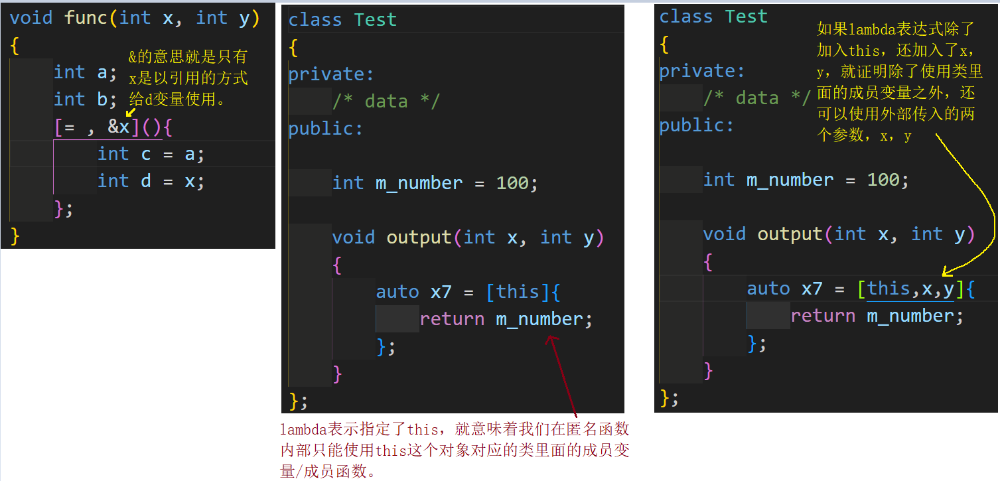 void func(int x, int y)
{
int a;
int b;
[= , &x](){
int c = a;
int d = x;
};
}
&的意思就是只有
x是以引用的方式
给d变量使用。
class Test
{
private:
/* data */
public:
int m_number = 100;
void output(int x, int y)
{
auto x7 = [this]{
return m_number;
};
}
};
lambda表示指定了this，就意味着我们在匿名函数
内部只能使用this这个对象对应的类里面的成员变
量/成员函数。
class Test
{
private:
/* data */
public:
int m_number = 100;
void output(int x, int y)
{
auto x7 = [this,x,y]{
return m_number;
};
}
};
如果lambda表达式除了
加入this，还加入了x，
y，就证明除了使用类里
面的成员变量之外，还
可以使用外部传入的两
个参数，x，y